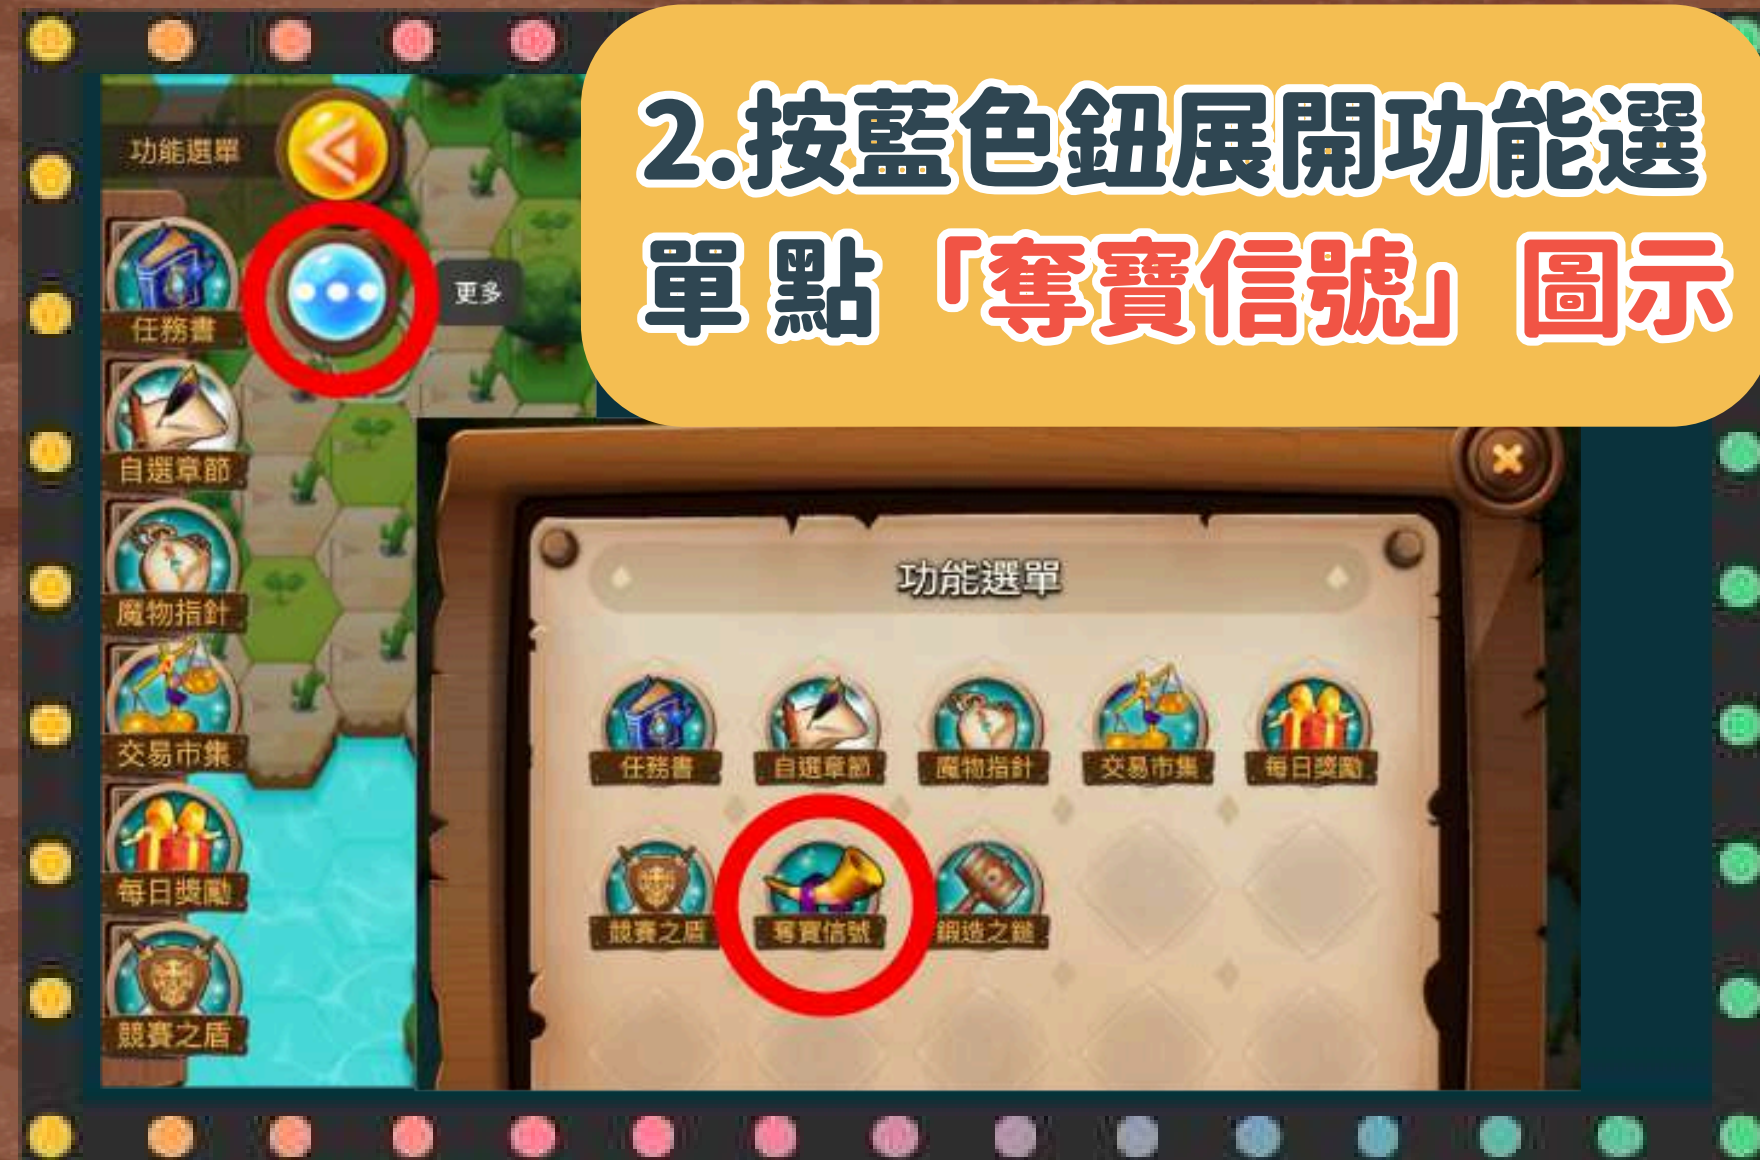 2.按藍色鈕展開功能選
單 點「奪寶信號」圖示
功能選單
更多
任務書
自選章節
魔物指針
交易市集
每日獎勵
競賽之盾
功能選單
任務書
自選章節
魔物指針
交易市集
每日獎勵
競賽之盾
奪寶信號
鍛造之鎚